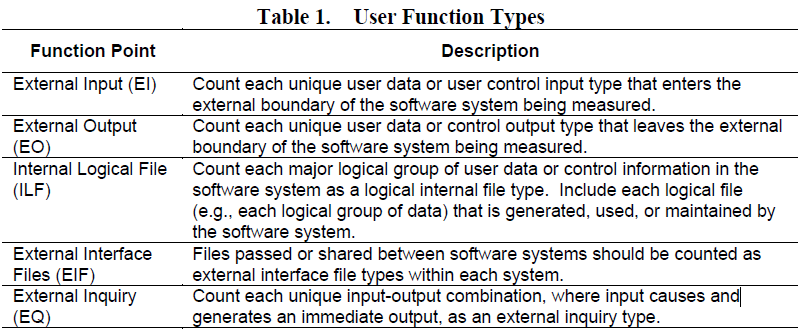 Table 1. User Function Types
Function Point Description
External Input (EI) Count each unique user data or user control input type that enters the
external boundary of the software system being measured.
External Output Count each unique user data or control output type that leaves the external
(EO) boundary of the software system being measured.
Internal Logical File Count each major logical group of user data or control information in the
(ILF) software system as a logical internal file type. Include each logical file
(e.g., each logical group of data) that is generated, used, or maintained by
the software system.
External Interface Files passed or shared between software systems should be counted as
Files (EIF) external interface file types within each system.
External Inquiry Count each unique input-output combination, where input causes and
(EQ) generates an immediate output, as an external inquiry type.